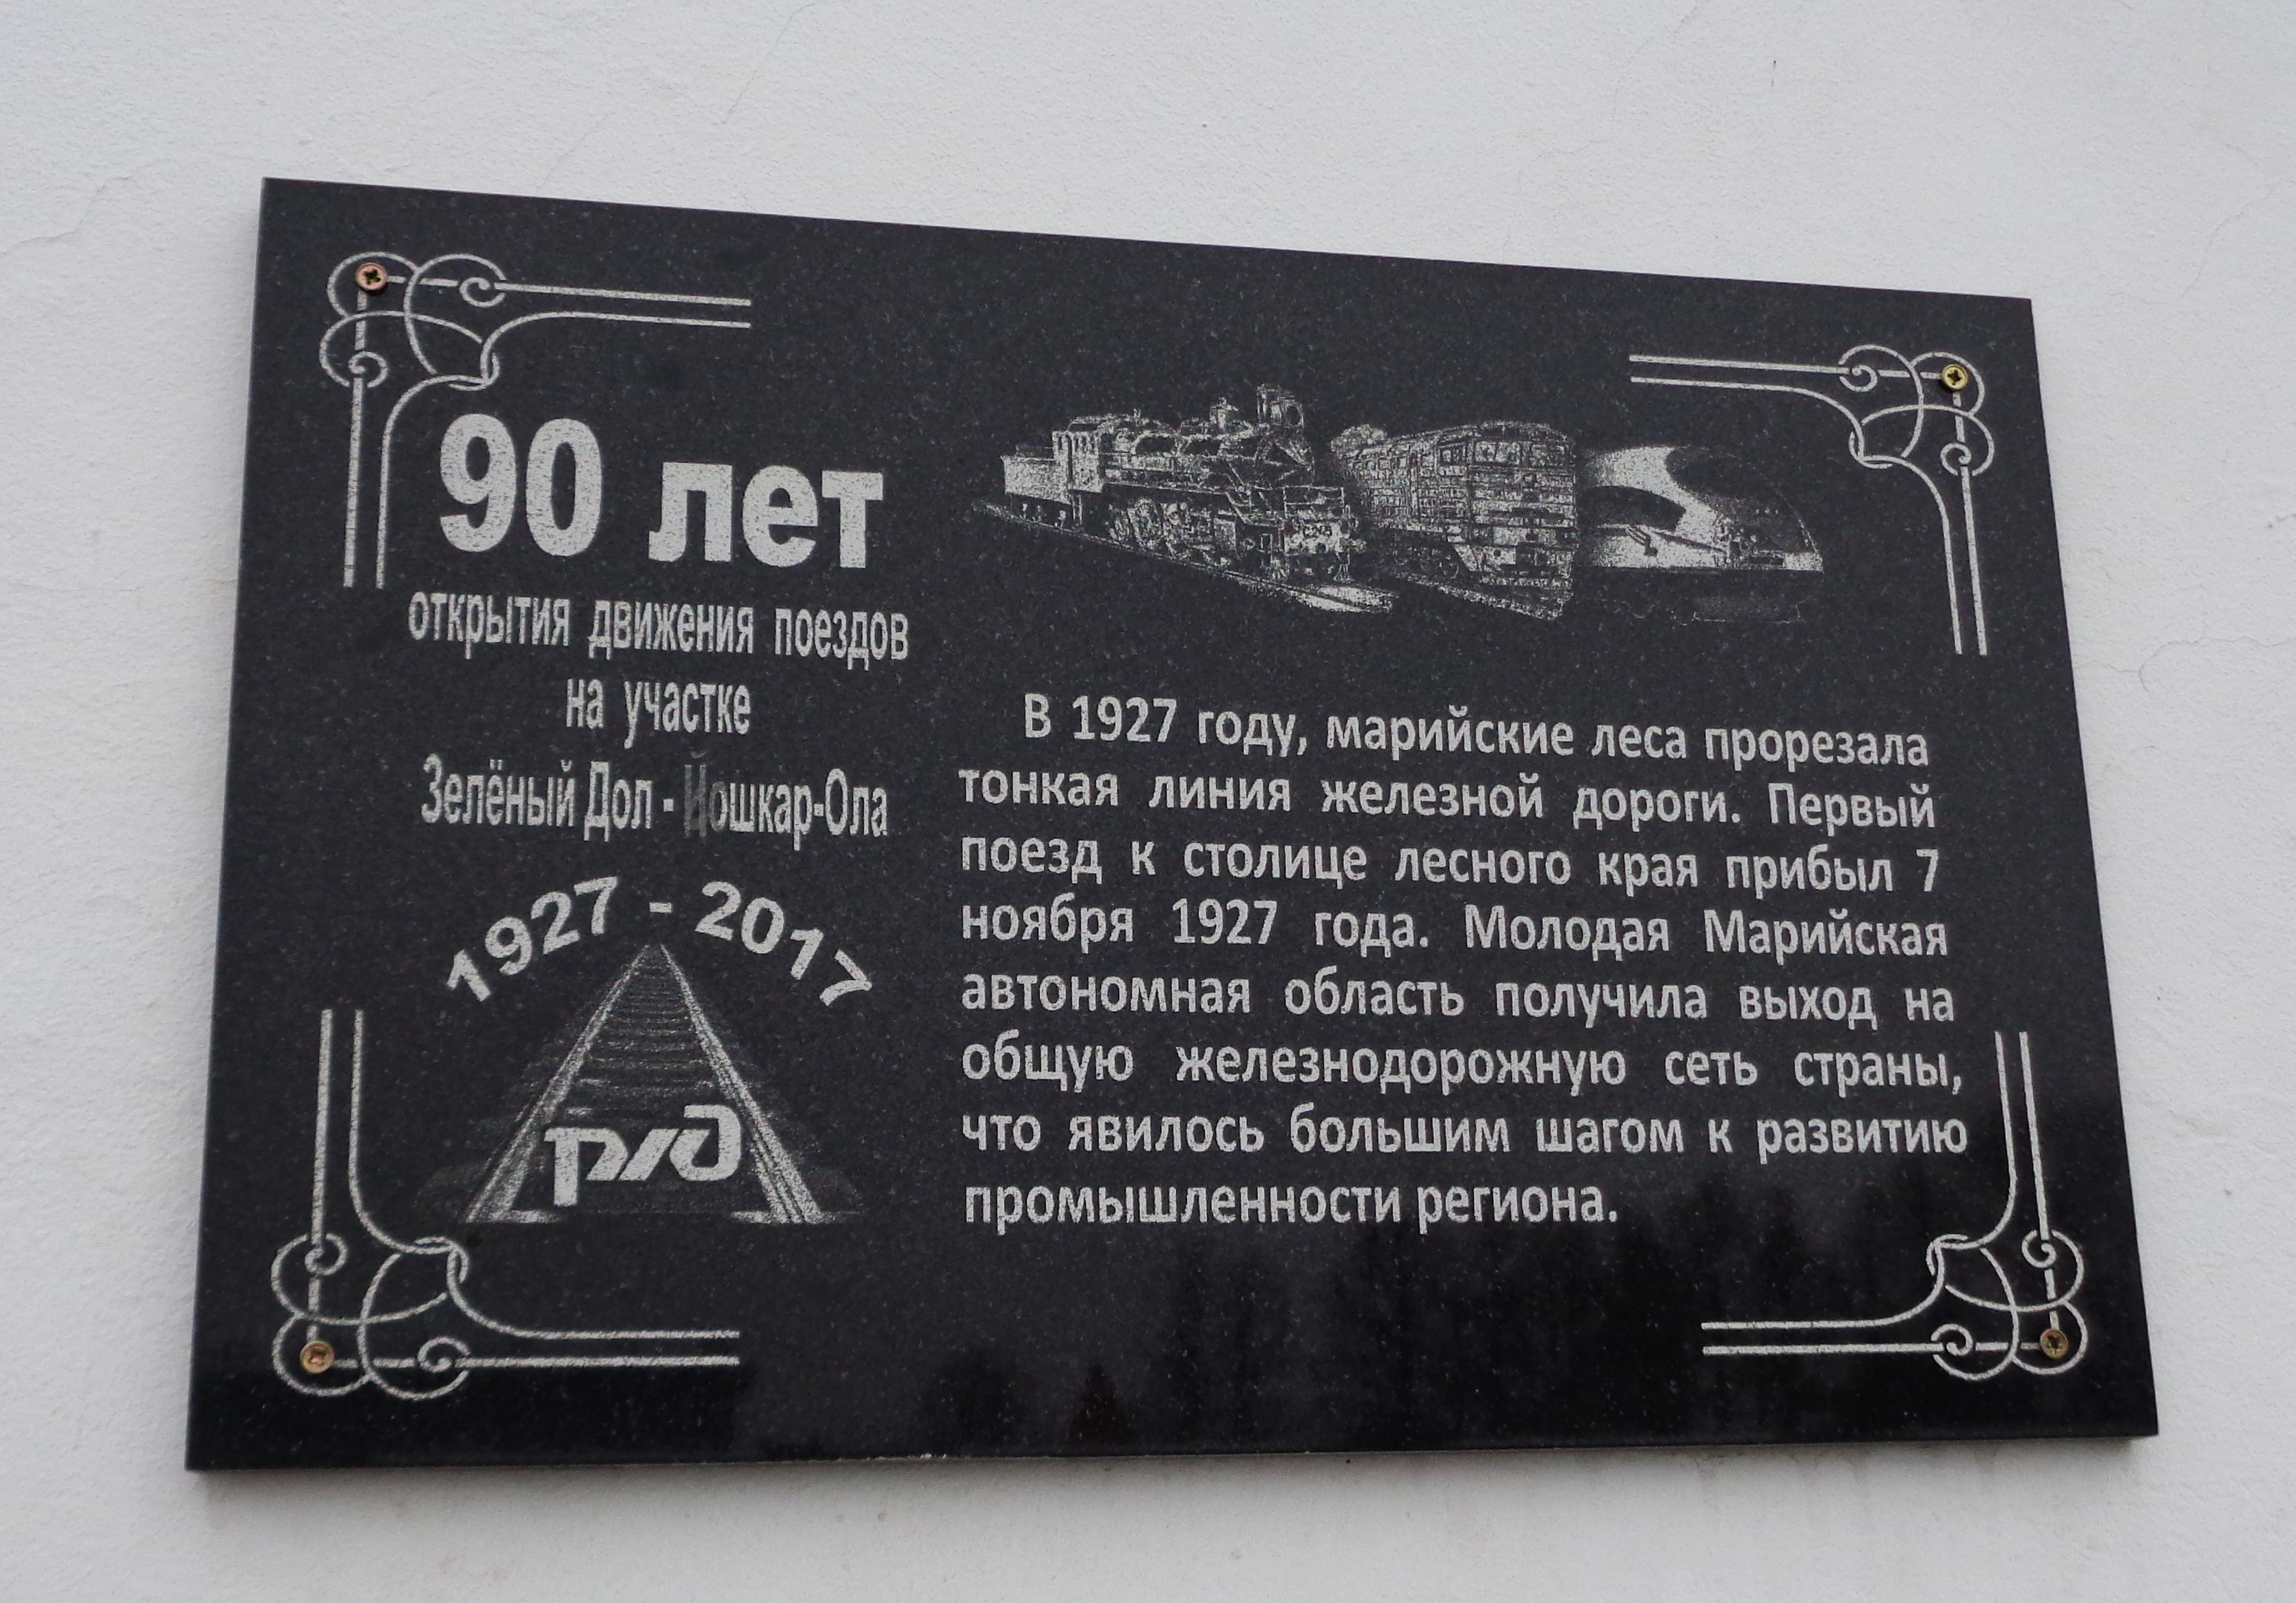 90 лет
открытия движения поездов
на участке
Зелёный Дол - Йошкар-Ола
1927 - 2017
ржд
В 1927 году, марийские леса прорезала
тонкая линия железной дороги. Первый
поезд к столице лесного края прибыл 7
ноября 1927 года. Молодая Марийская
автономная область получила выход на
общую железнодорожную сеть страны,
что явилось большим шагом к развитию
промышленности региона.